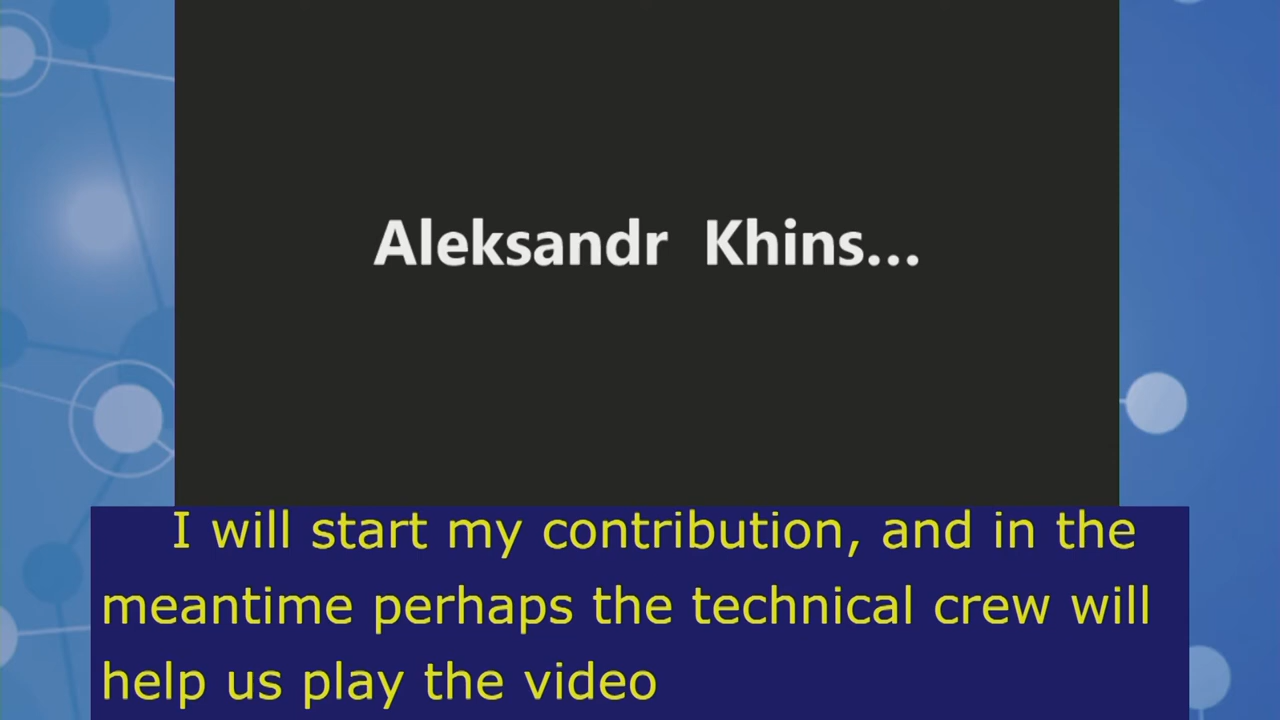 Aleksandr Khins...
I will start my contribution, and in the
meantime perhaps the technical crew will
help us play the video